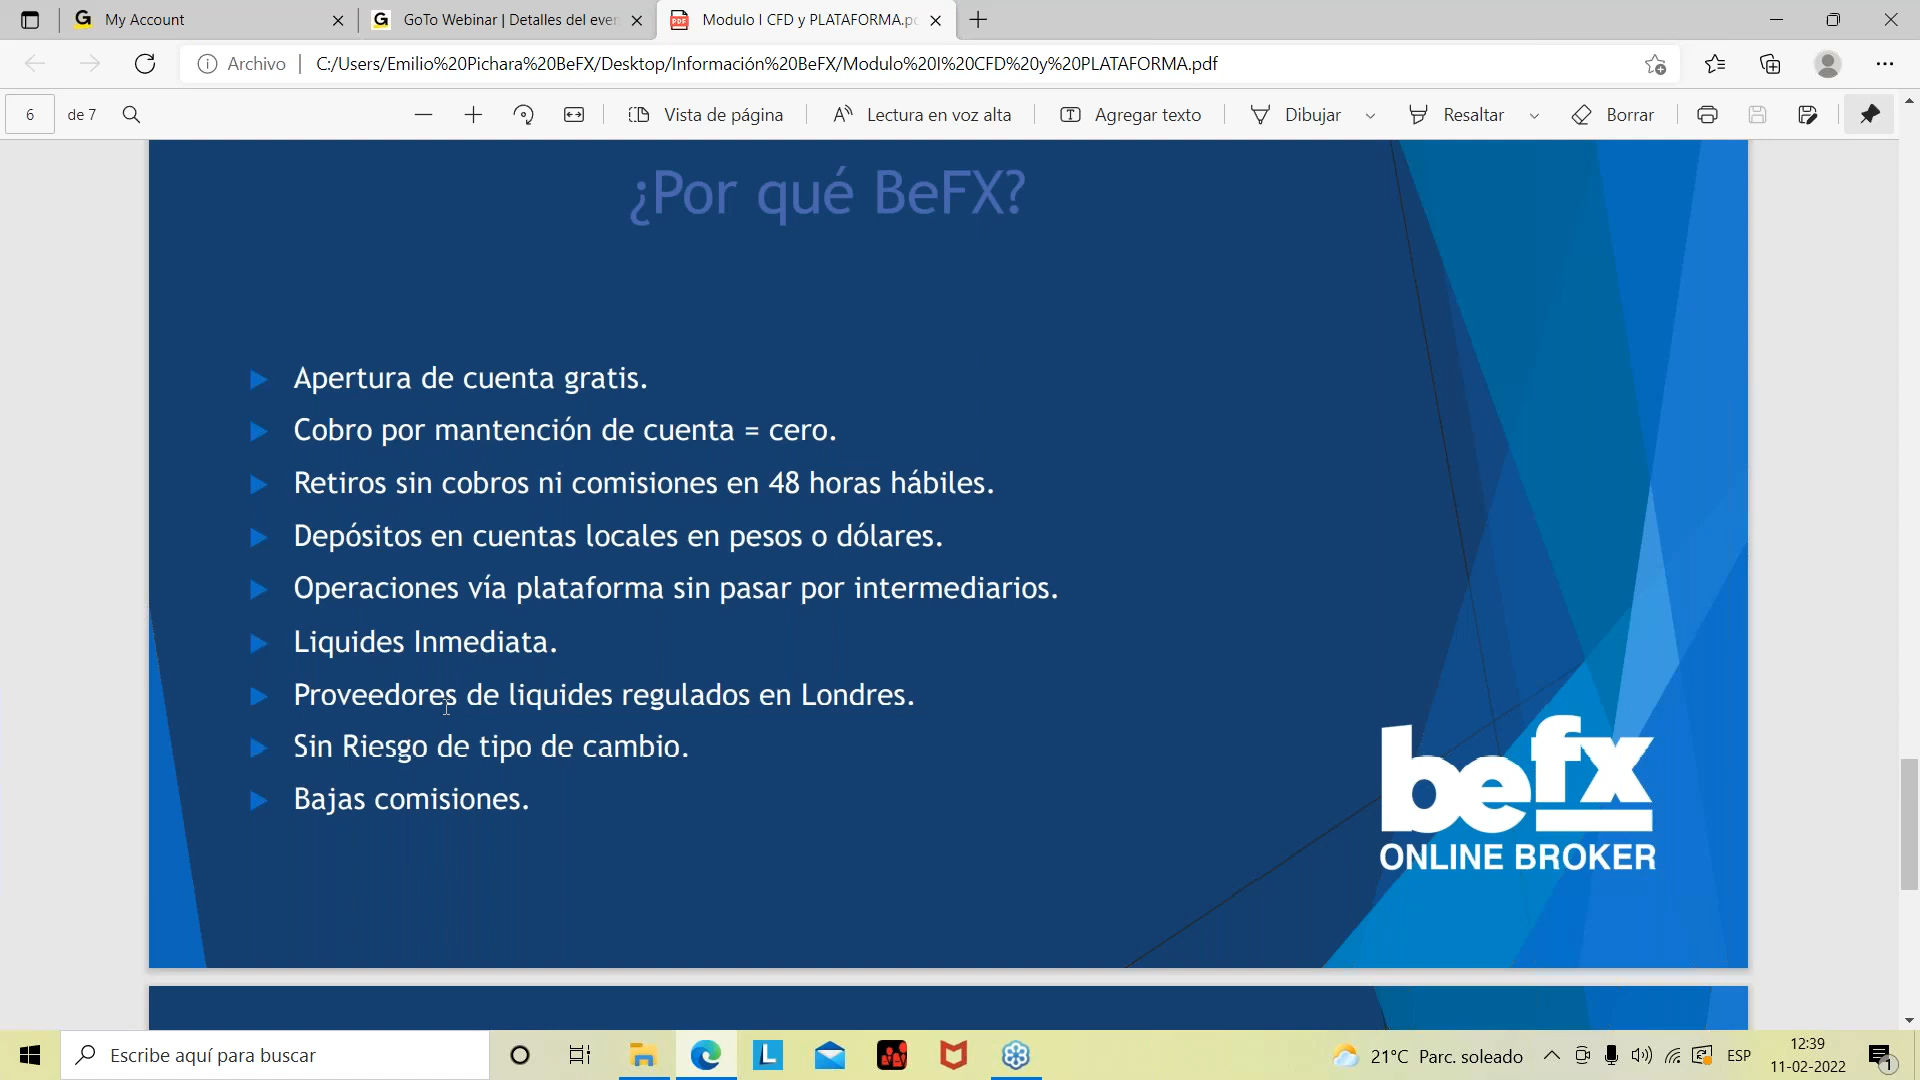 My Account
GoTo Webinar | Detalles del eve
Modulo I CFD y PLATAFORMA.p
Archivo
C:/Users/Emilio%20Pichara%20BeFX/Desktop/Información%20BeFX/Modulo%20I%20CFD%20y%20PLATAFORMA.pdf
6 de 7
Vista de página
Lectura en voz alta
Agregar texto
Dibujar
Resaltar
Borrar
¿Por qué BeFX?
Apertura de cuenta gratis.
Cobro por mantención de cuenta = cero.
Retiros sin cobros ni comisiones en 48 horas hábiles.
Depósitos en cuentas locales en pesos o dólares.
Operaciones vía plataforma sin pasar por intermediarios.
Liquides Inmediata.
Proveedores de liquides regulados en Londres.
Sin Riesgo de tipo de cambio.
Bajas comisiones.
befx
ONLINE BROKER
Escribe aquí para buscar
21°C Parc. soleado
ESP
12:39
11-02-2022
1